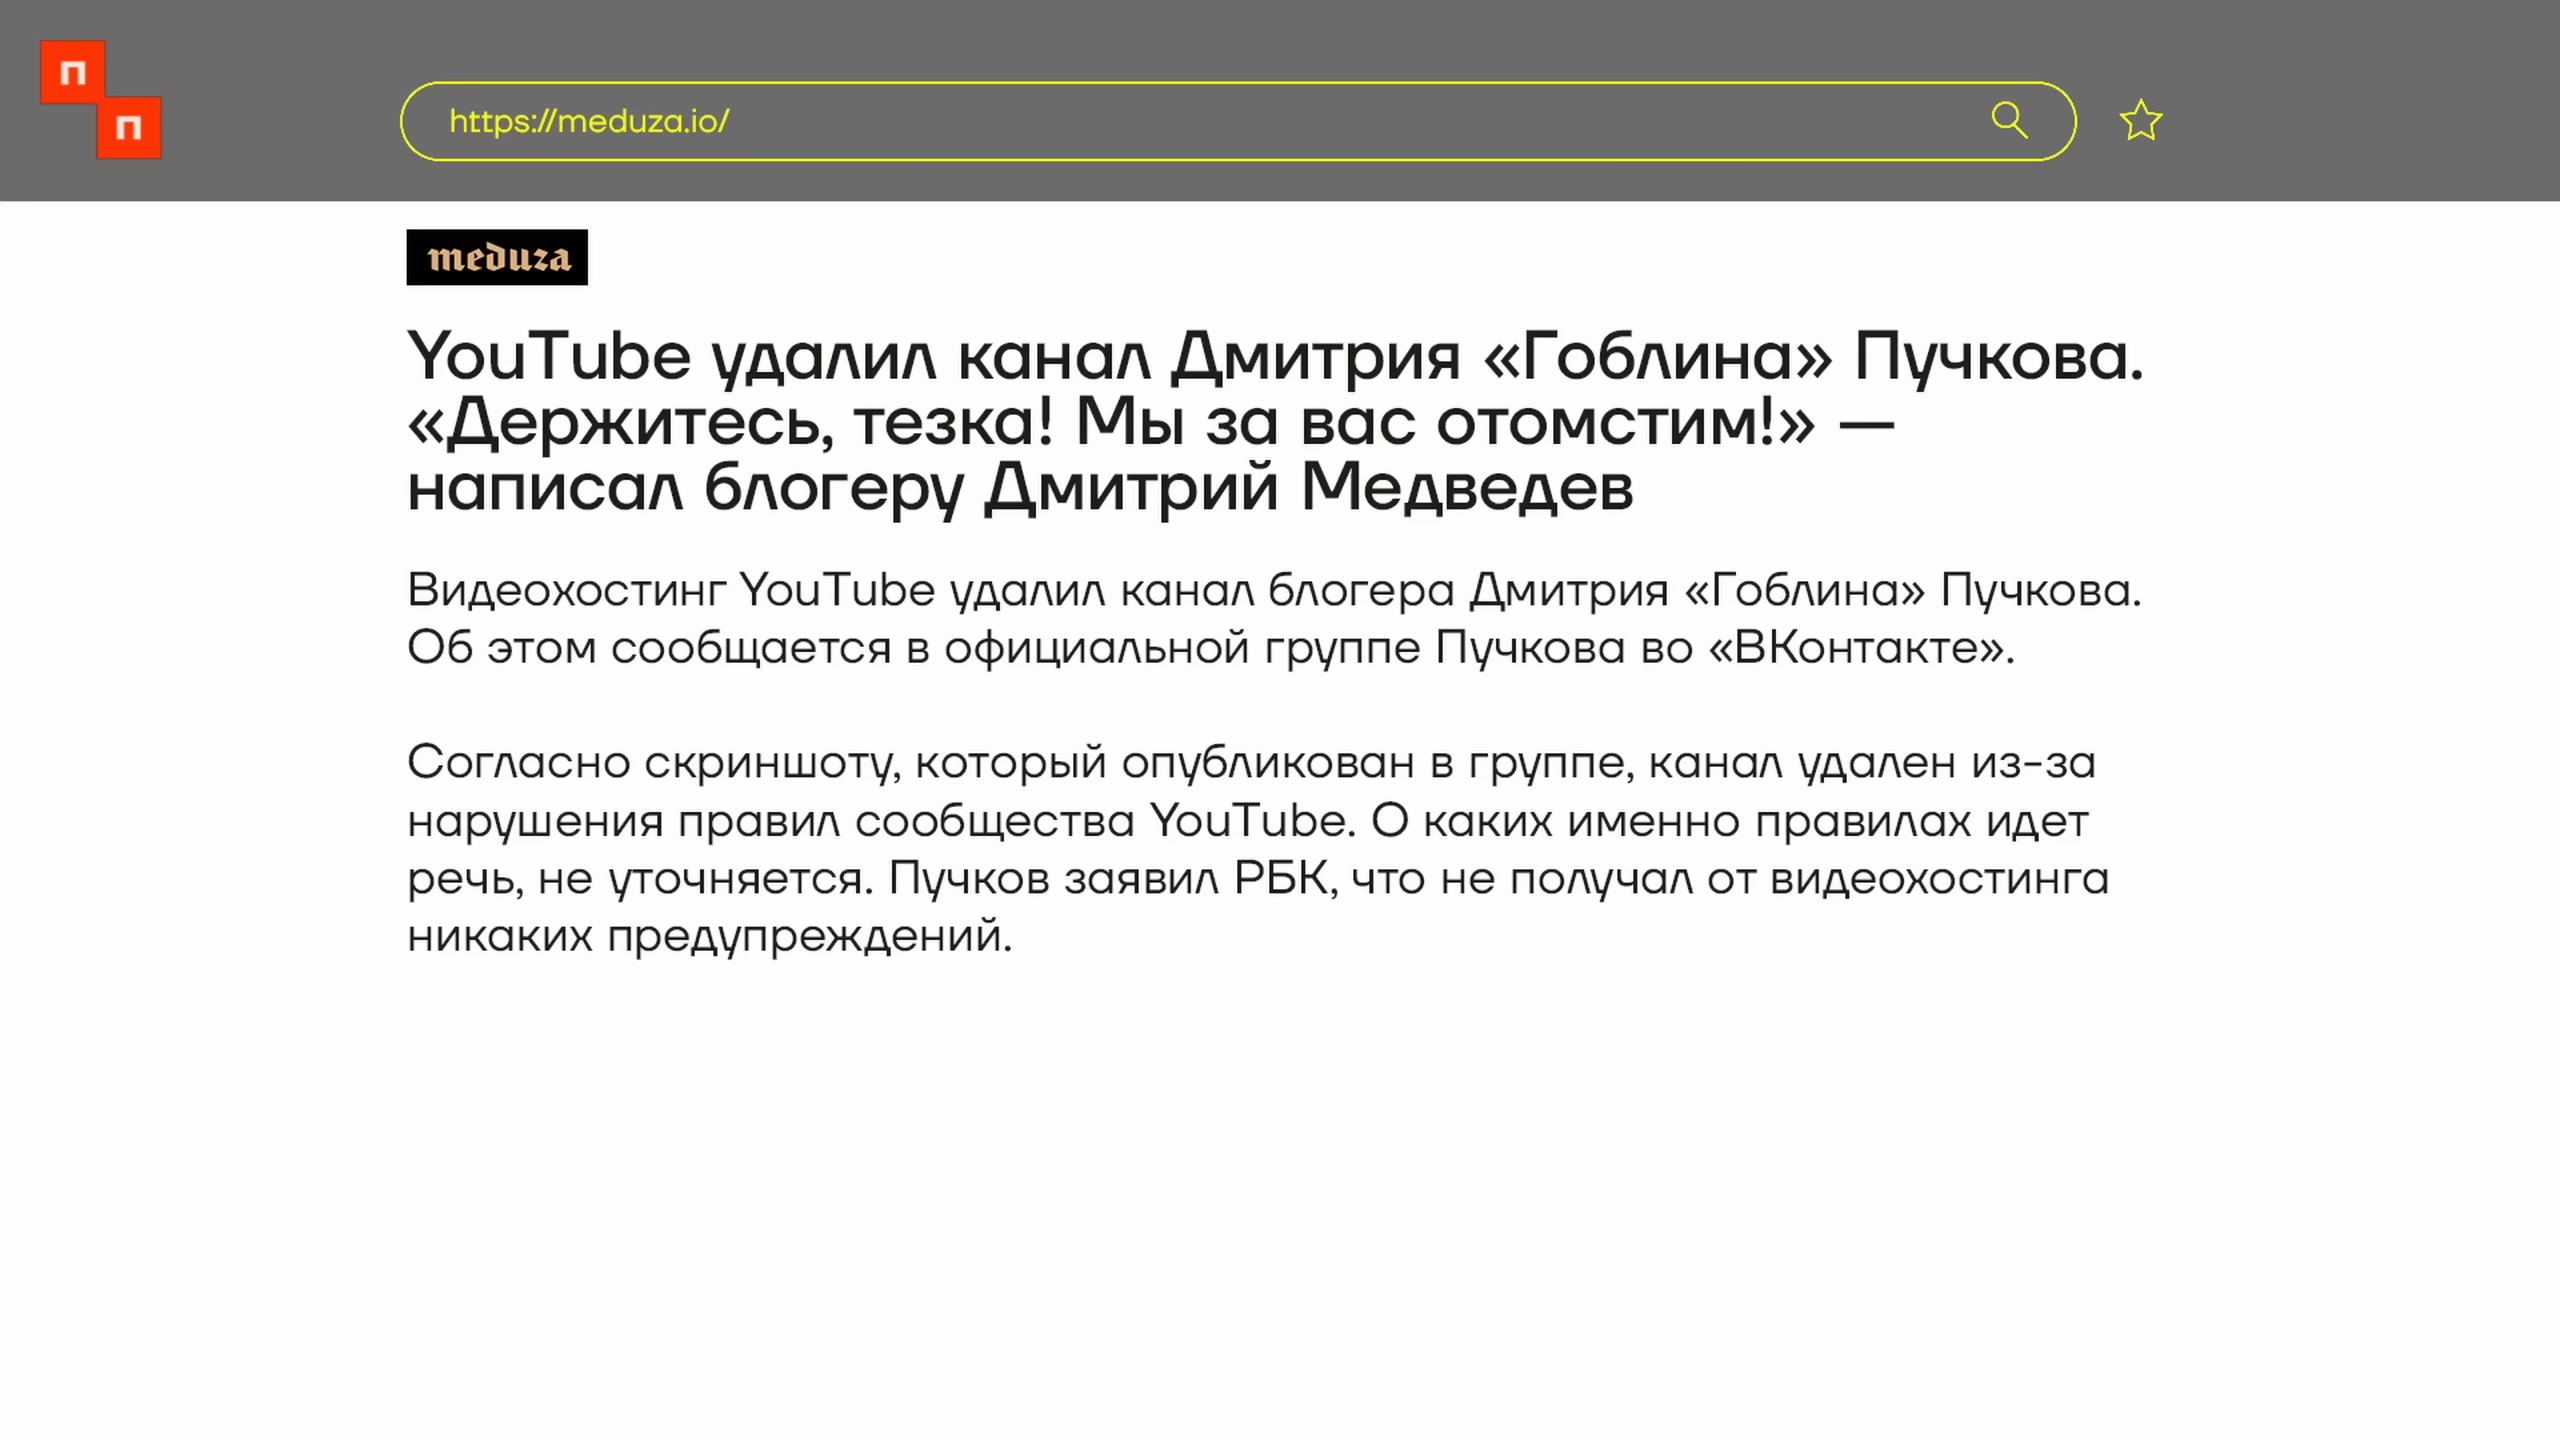 п
п
https://meduza.io/
meduza
YouTube удалил канал Дмитрия «Гоблина» Пучкова.
«Держитесь, тезка! Мы за вас отомстим!» —
написал блогеру Дмитрий Медведев
Видеохостинг YouTube удалил канал блогера Дмитрия «Гоблина» Пучкова.
Об этом сообщается в официальной группе Пучкова во «ВКонтакте».
Согласно скриншоту, который опубликован в группе, канал удален из-за
нарушения правил сообщества YouTube. О каких именно правилах идет
речь, не уточняется. Пучков заявил РБК, что не получал от видеохостинга
никаких предупреждений.